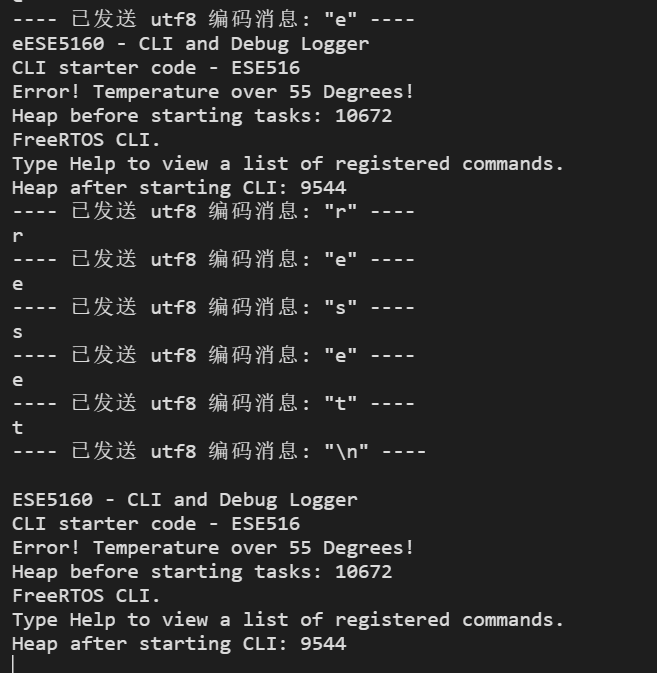 ---- 已发送 utf8 编码消息: "e" ----
eESE5160 - CLI and Debug Logger
CLI starter code - ESE516
Error! Temperature over 55 Degrees!
Heap before starting tasks: 10672
FreeRTOS CLI.
Type Help to view a list of registered commands.
Heap after starting CLI: 9544
---- 已发送 utf8 编码消息: "r" ----
r
---- 已发送 utf8 编码消息: "e" ----
e
---- 已发送 utf8 编码消息: "s" ----
s
---- 已发送 utf8 编码消息: "e" ----
e
---- 已发送 utf8 编码消息: "t" ----
t
---- 已发送 utf8 编码消息: "\n" ----
ESE5160 - CLI and Debug Logger
CLI starter code - ESE516
Error! Temperature over 55 Degrees!
Heap before starting tasks: 10672
FreeRTOS CLI.
Type Help to view a list of registered commands.
Heap after starting CLI: 9544